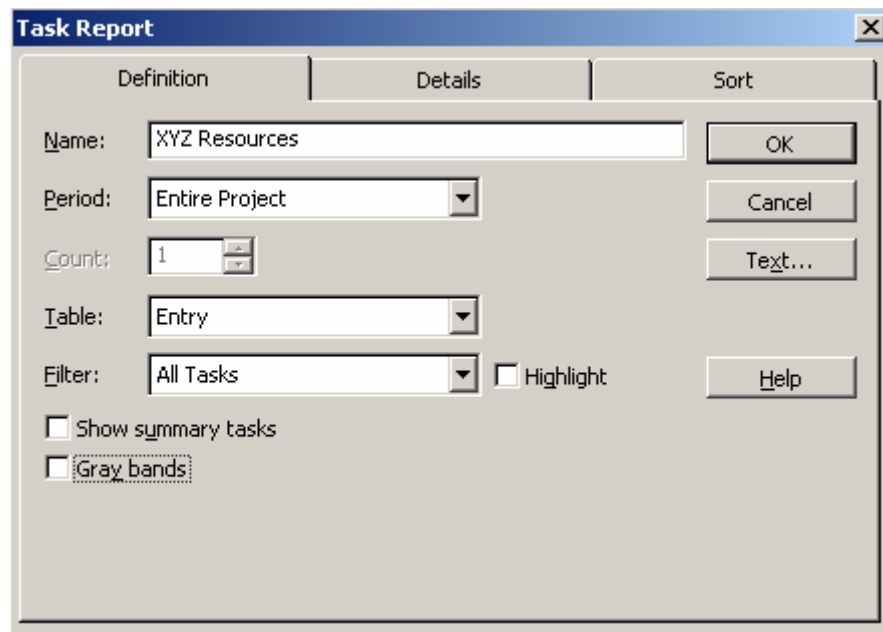 Task Report
Definition Details Sort
Name: XYZ Resources OK
Period: Entire Project Cancel
Count: 1 Text...
Table: Entry
Filter: All Tasks Highlight Help
Show summary tasks
Gray bands